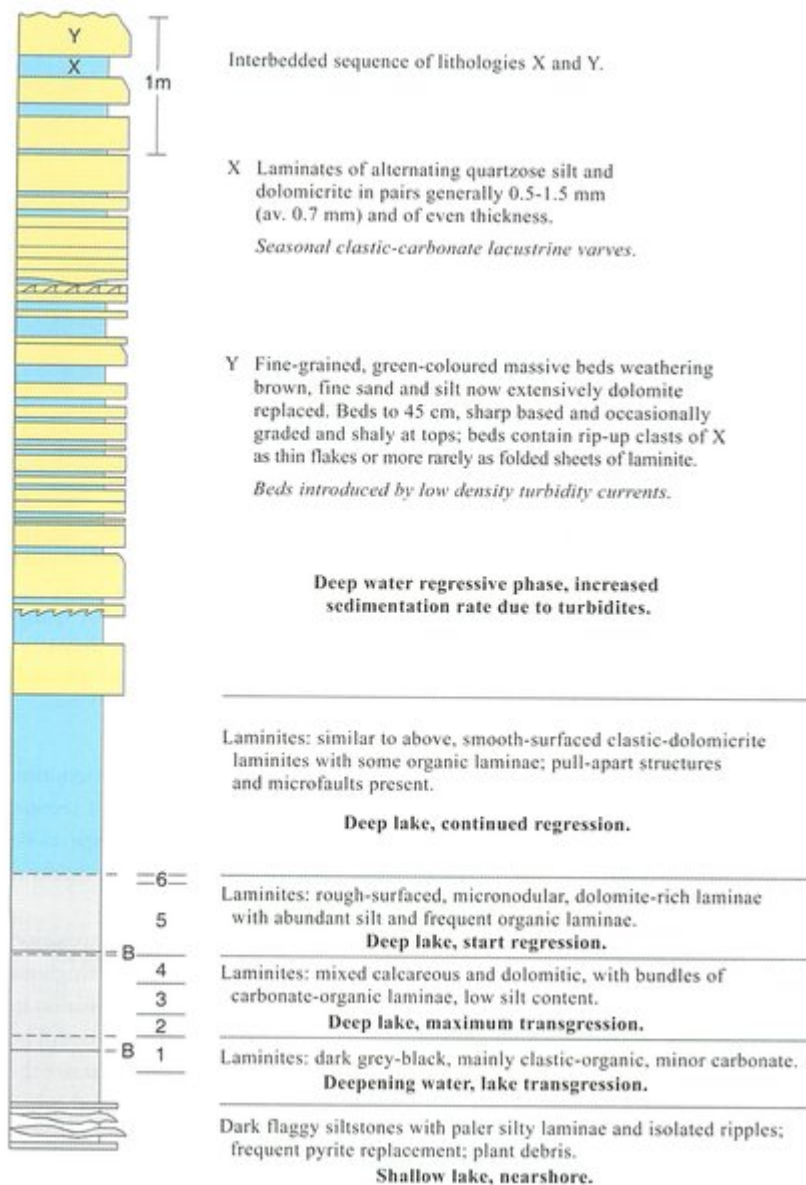 Y
X
1m
Interbedded sequence of lithologies X and Y.
X Laminates of alternating quartzose silt and
dolomicrite in pairs generally 0.5-1.5 mm
(av. 0.7 mm) and of even thickness.
Seasonal clastic-carbonate lacustrine varves.
Y Fine-grained, green-coloured massive beds weathering
brown, fine sand and silt now extensively dolomite
replaced. Beds to 45 cm, sharp based and occasionally
graded and shaly at tops; beds contain rip-up clasts of X
as thin flakes or more rarely as folded sheets of laminite.
Beds introduced by low density turbidity currents.
Deep water regressive phase, increased
sedimentation rate due to turbidites.
Laminites: similar to above, smooth-surfaced clastic-dolomicrite
laminites with some organic laminae; pull-apart structures
and microfaults present.
Deep lake, continued regression.
6
5
Laminites: rough-surfaced, micronodular, dolomite-rich laminae
with abundant silt and frequent organic laminae.
Deep lake, start regression.
B
4
3
2
Laminites: mixed calcareous and dolomitic, with bundles of
carbonate-organic laminae, low silt content.
Deep lake, maximum transgression.
B
1
Laminites: dark grey-black, mainly clastic-organic, minor carbonate.
Deepening water, lake transgression.
Dark flaggy siltstones with paler silty laminae and isolated ripples;
frequent pyrite replacement; plant debris.
Shallow lake, nearshore.